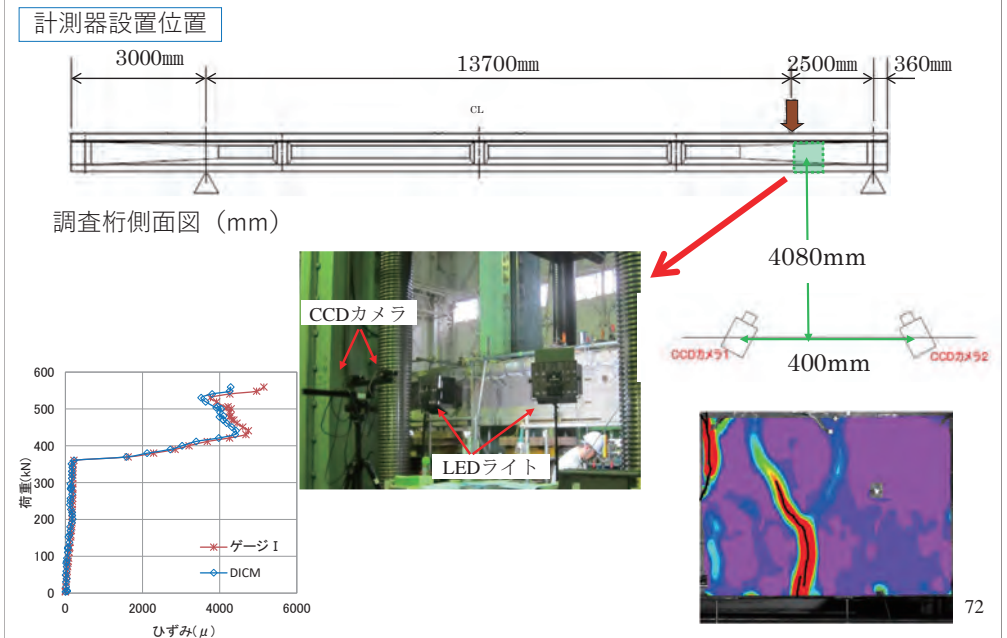 計測器設置位置
3000mm
13700mm
2500mm
360mm
CL
調査桁側面図（mm）
4080mm
CCDカメラ
CCDカメラ1
CCDカメラ2
400mm
LEDライト
600
500
400
300
200
100
0
荷重(kN)
ゲージ I
DICM
0
2000
4000
6000
ひずみ(μ)
72